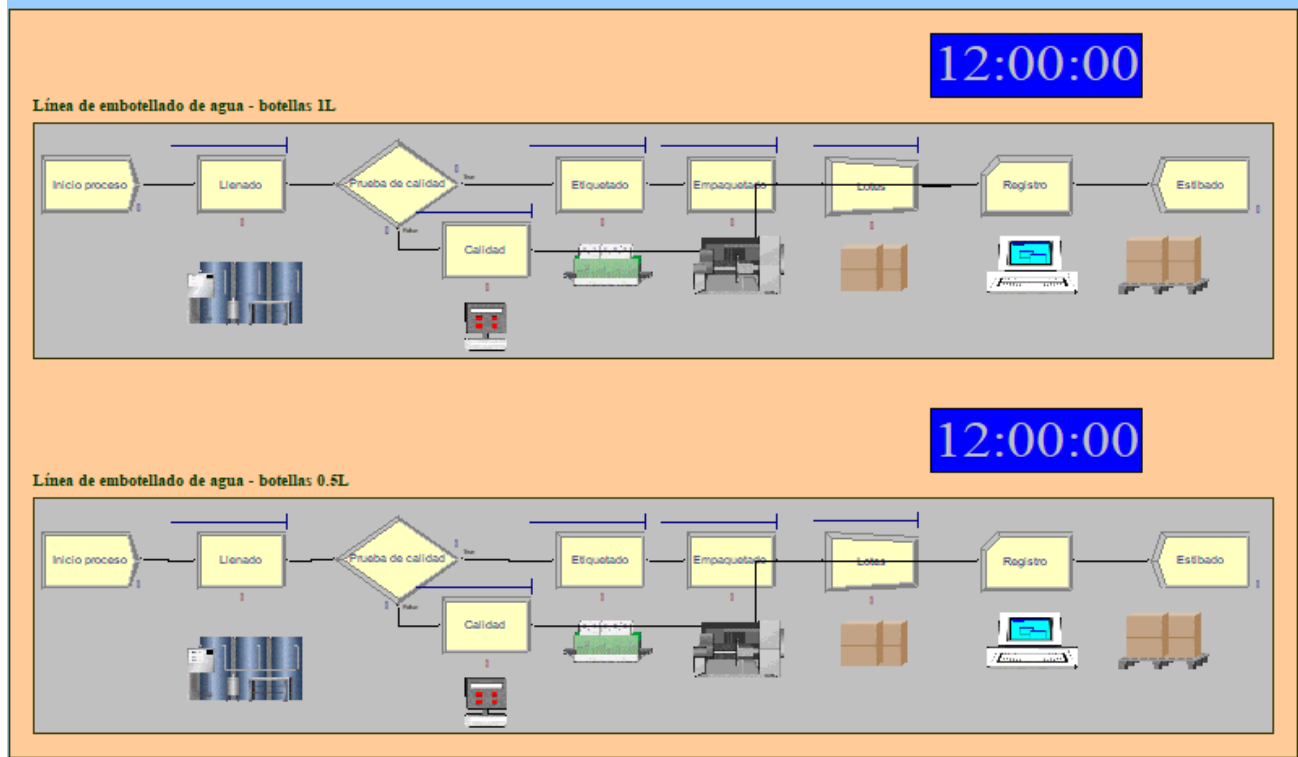 12:00:00
Línea de embotellado de agua - botellas 1L
Inicio proceso
Llenado
Prueba de calidad
True
Etiquetado
Empaquetado
Lotes
Registro
Estibado
False
Calidad
12:00:00
Línea de embotellado de agua - botellas 0.5L
Inicio proceso
Llenado
Prueba de calidad
True
Etiquetado
Empaquetado
Lotes
Registro
Estibado
False
Calidad